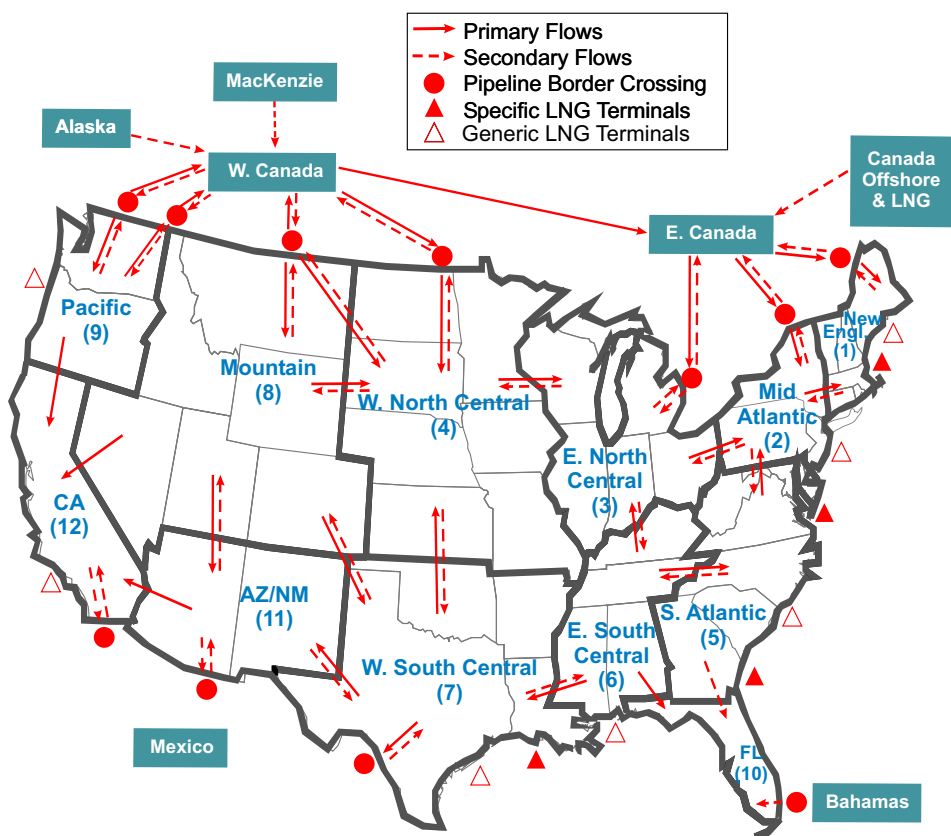 Primary Flows
Secondary Flows
Pipeline Border Crossing
Specific LNG Terminals
Generic LNG Terminals
MacKenzie
Alaska
W. Canada
Canada
Offshore
& LNG
E. Canada
Pacific
(9)
Mountain
(8)
W. North Central
(4)
New
Engl.
(1)
Mid
Atlantic
(2)
E. North
Central
(3)
CA
(12)
AZ/NM
(11)
S. Atlantic
(5)
E. South
Central
(6)
W. South Central
(7)
Mexico
FL
(10)
Bahamas